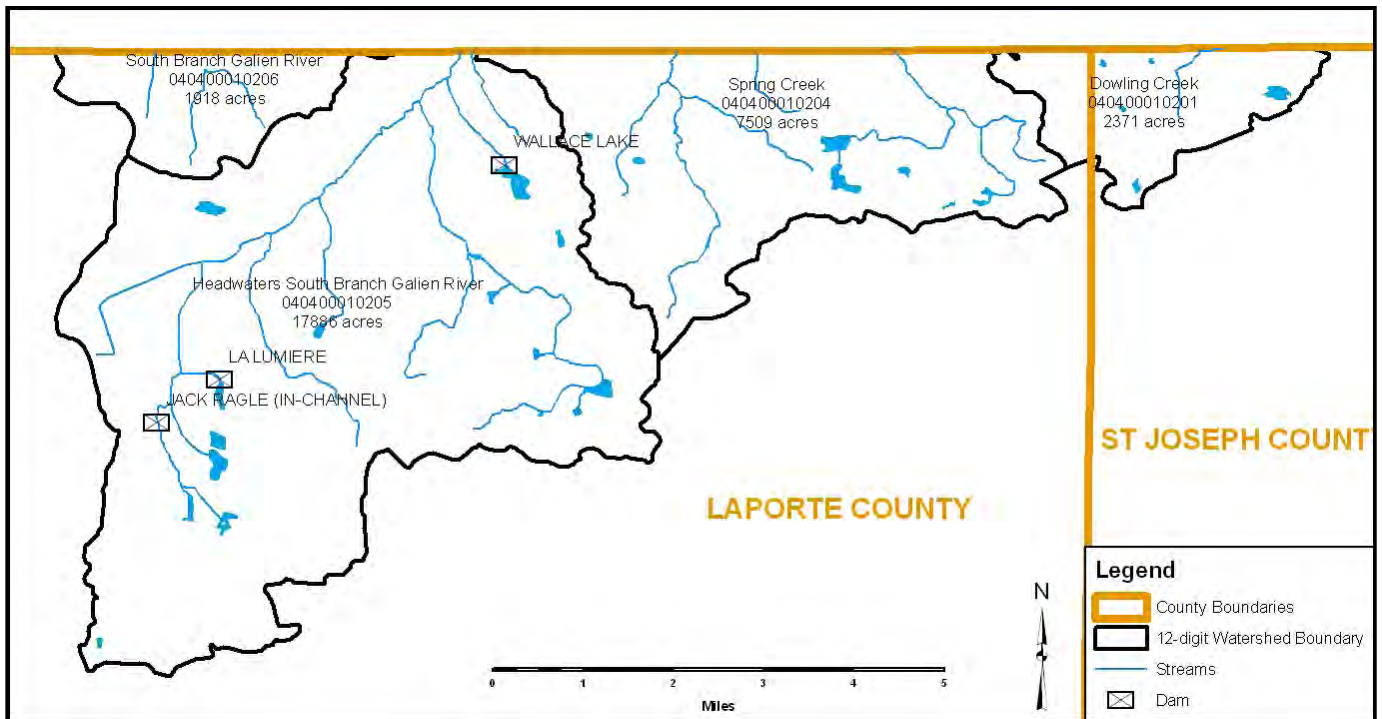 South Branch Galien River
040400010206
1918 acres
Spring Creek
040400010204
7509 acres
Dowling Creek
040400010201
2371 acres
WALLACE LAKE
Headwaters South Branch Galien River
040400010205
17886 acres
LA LUMIERE
JACK RAGLE (IN-CHANNEL)
ST JOSEPH COUNT
LAPORTE COUNTY
N
0 1 2 3 4 5
Miles
Legend
County Boundaries
12-digit Watershed Boundary
Streams
Dam